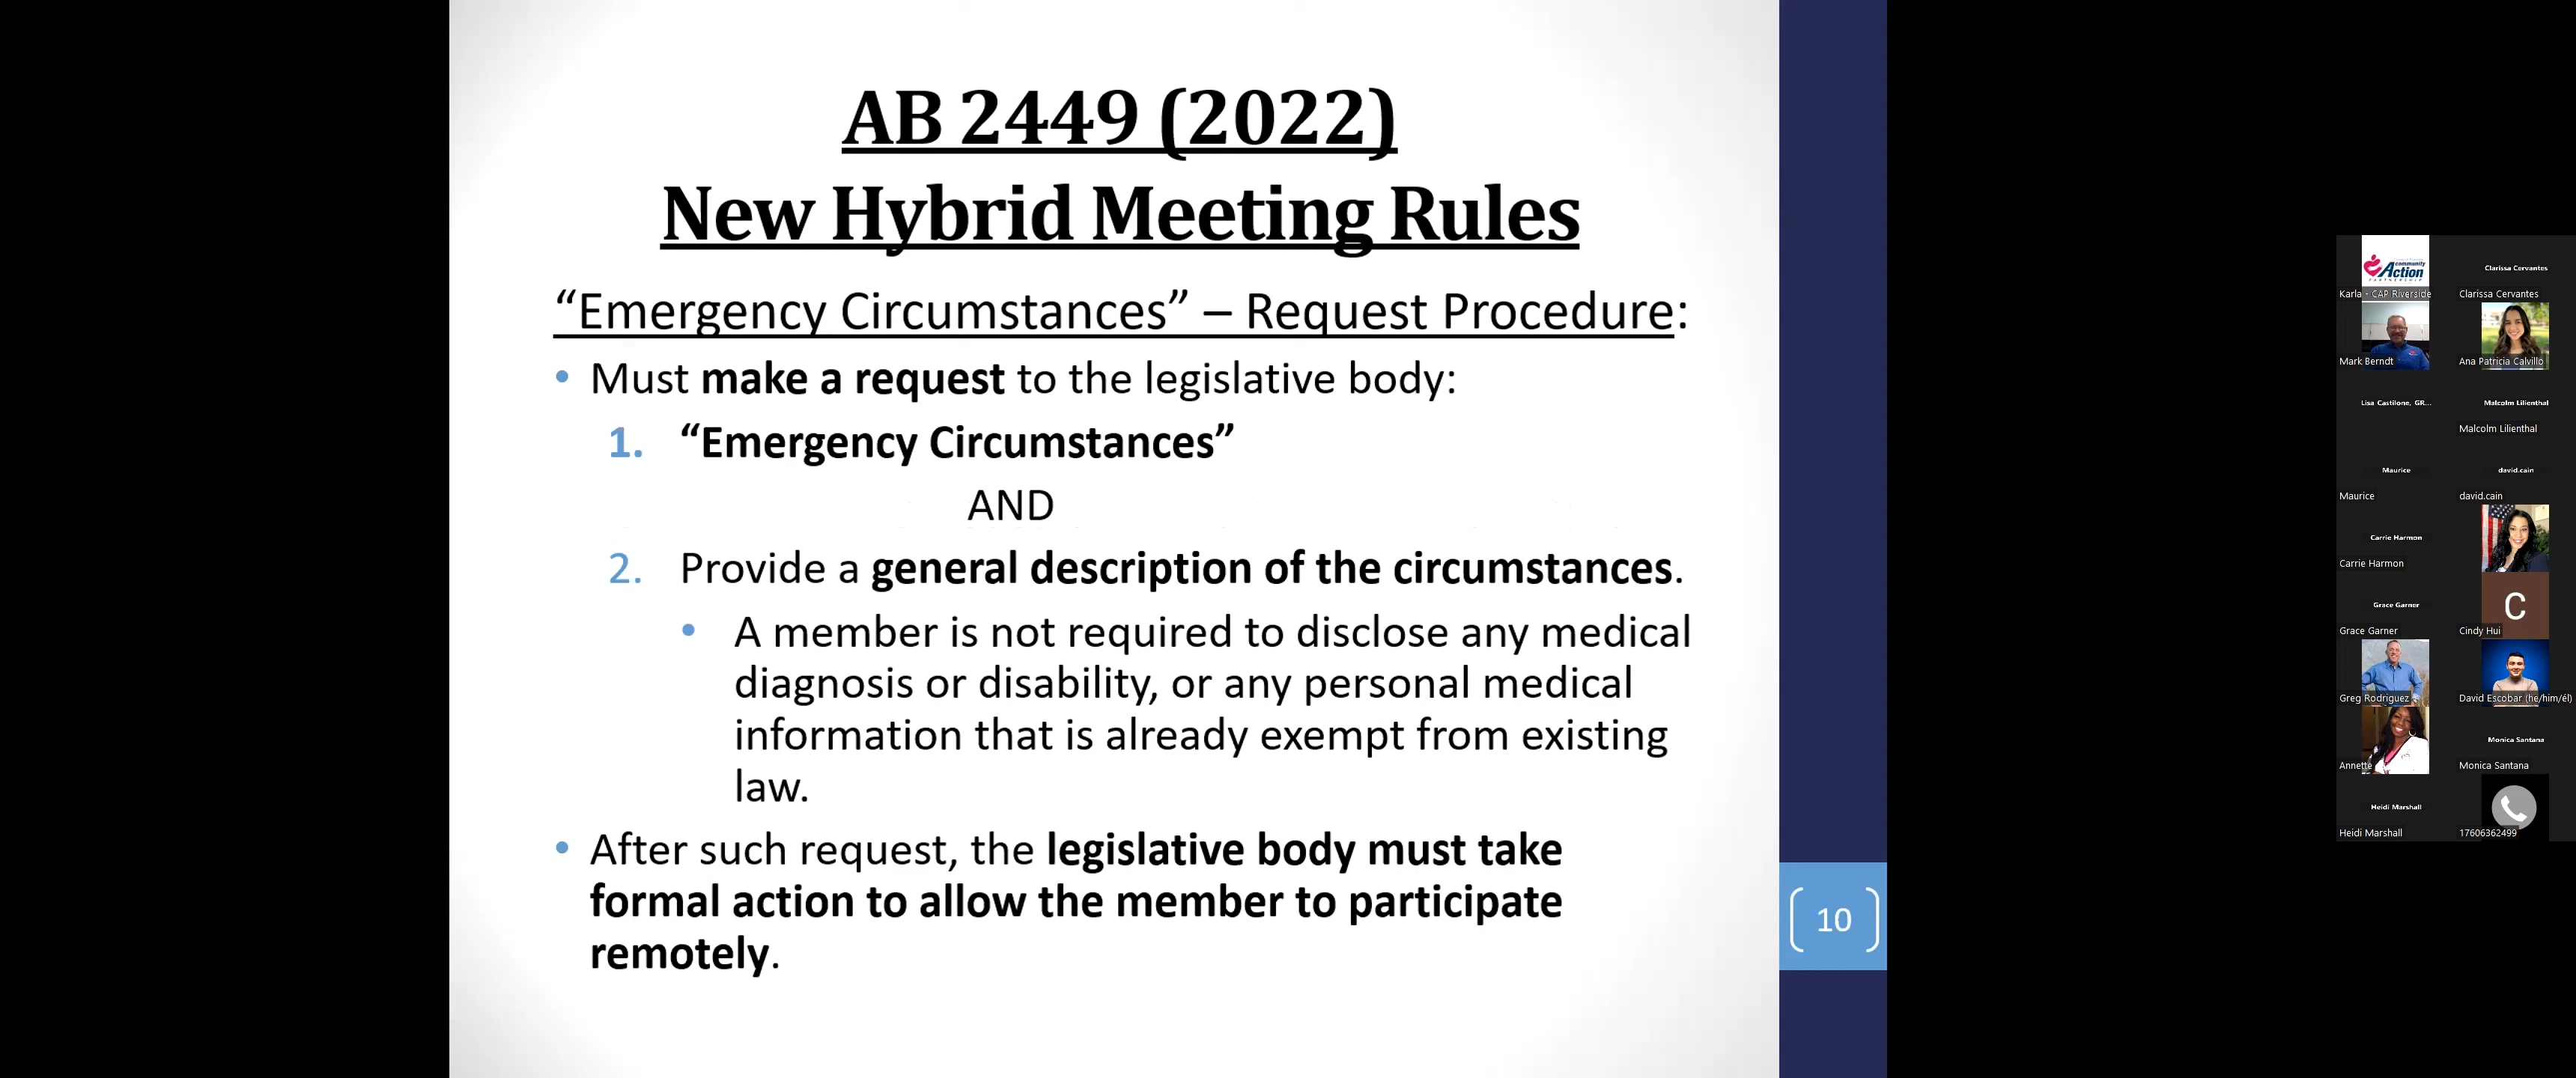 AB 2449 (2022)
New Hybrid Meeting Rules
“Emergency Circumstances” – Request Procedure:
• Must make a request to the legislative body:
1. “Emergency Circumstances”
AND
2. Provide a general description of the circumstances.
• A member is not required to disclose any medical
diagnosis or disability, or any personal medical
information that is already exempt from existing
law.
• After such request, the legislative body must take
formal action to allow the member to participate
remotely.
10
community
Action
PARTNERSHIP
Karla - CAP Riverside
Clarissa Cervantes
Clarissa Cervantes
Mark Berndt
Ana Patricia Calvillo
Lisa Castilone, GR...
Malcolm Lilienthal
Malcolm Lilienthal
Maurice
david.cain
Maurice
david.cain
Carrie Harmon
Carrie Harmon
Grace Garner
C
Grace Garner
Cindy Hui
Greg Rodriguez
David Escobar (he/him/él)
Monica Santana
Annette
Monica Santana
Heidi Marshall
Heidi Marshall
17606362499